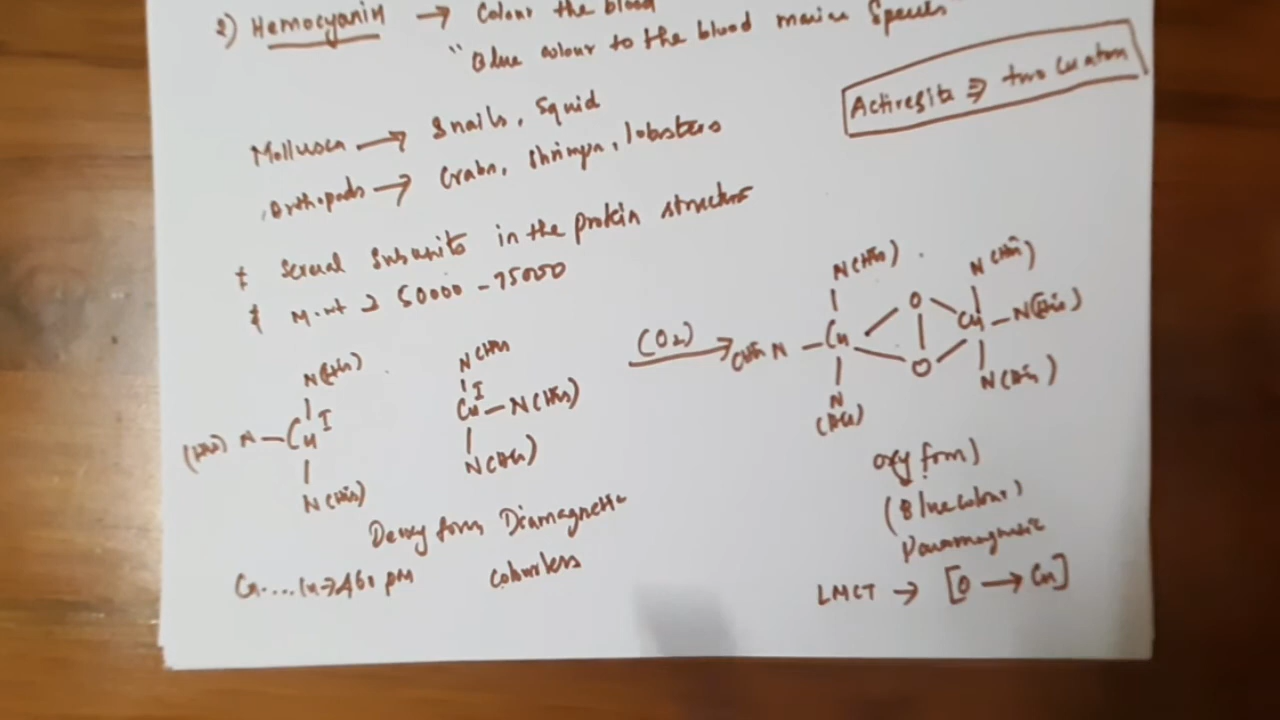 2) Hemocyanin → Colour the blood
"Blue colour to the blood marine Species"
Activesite ⇒ two Cu atom
Mollusca → Snails, Squid
Orthopods → Crabs, Shrimps, lobsters
* Several Subunits in the protein structure
* M.wt → 50000 - 75000
N(His)
(His) N - Cu I
N(His)
N(His)
Cu I - N(His)
N(His)
(O2)
N(His)
(His) N - Cu
N
(His)
O
O
N(His)
Cu - N(His)
N(His)
Deoxy form Diamagnetic
Colourless
Cu....Cu → 460 pm
oxy form)
(Blue colour)
Paramagnetic
LMCT → [O → Cu]